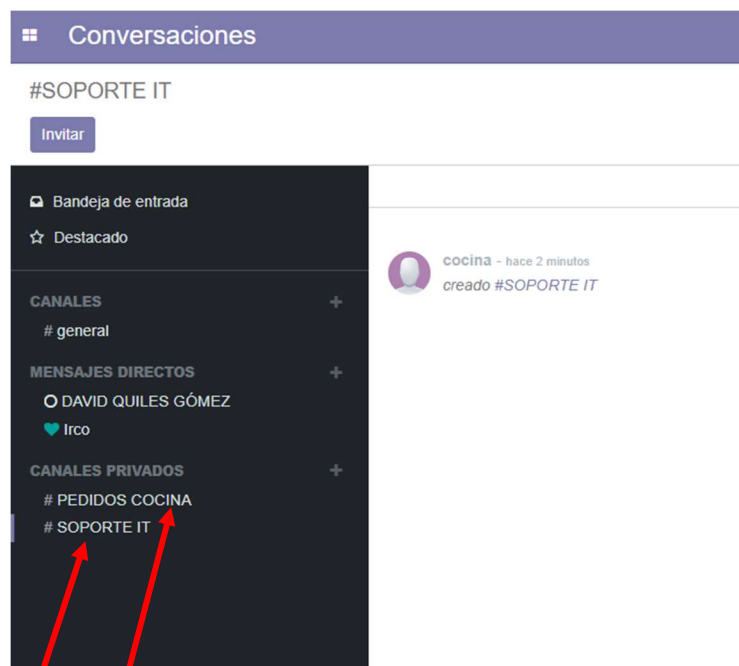 Conversaciones
#SOPORTE IT
Invitar
Bandeja de entrada
Destacado
CANALES +
# general
MENSAJES DIRECTOS +
DAVID QUILES GÓMEZ
Irco
CANALES PRIVADOS +
# PEDIDOS COCINA
# SOPORTE IT
cocina - hace 2 minutos
creado #SOPORTE IT